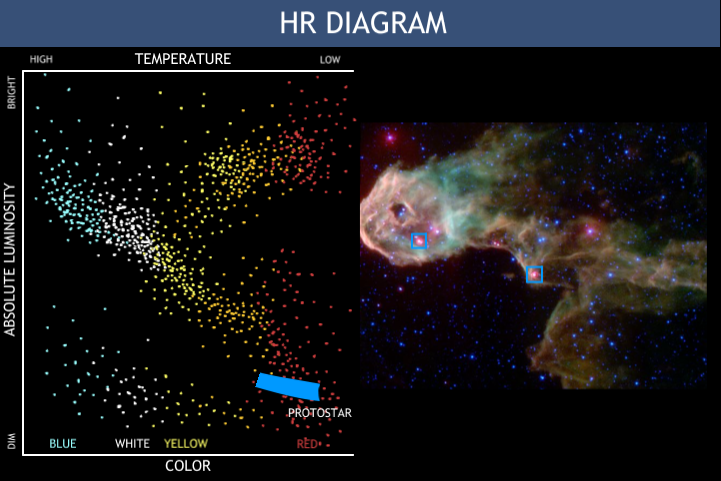 HR DIAGRAM
HIGH
TEMPERATURE
LOW
BRIGHT
ABSOLUTE LUMINOSITY
DIM
PROTOSTAR
BLUE
WHITE
YELLOW
RED
COLOR